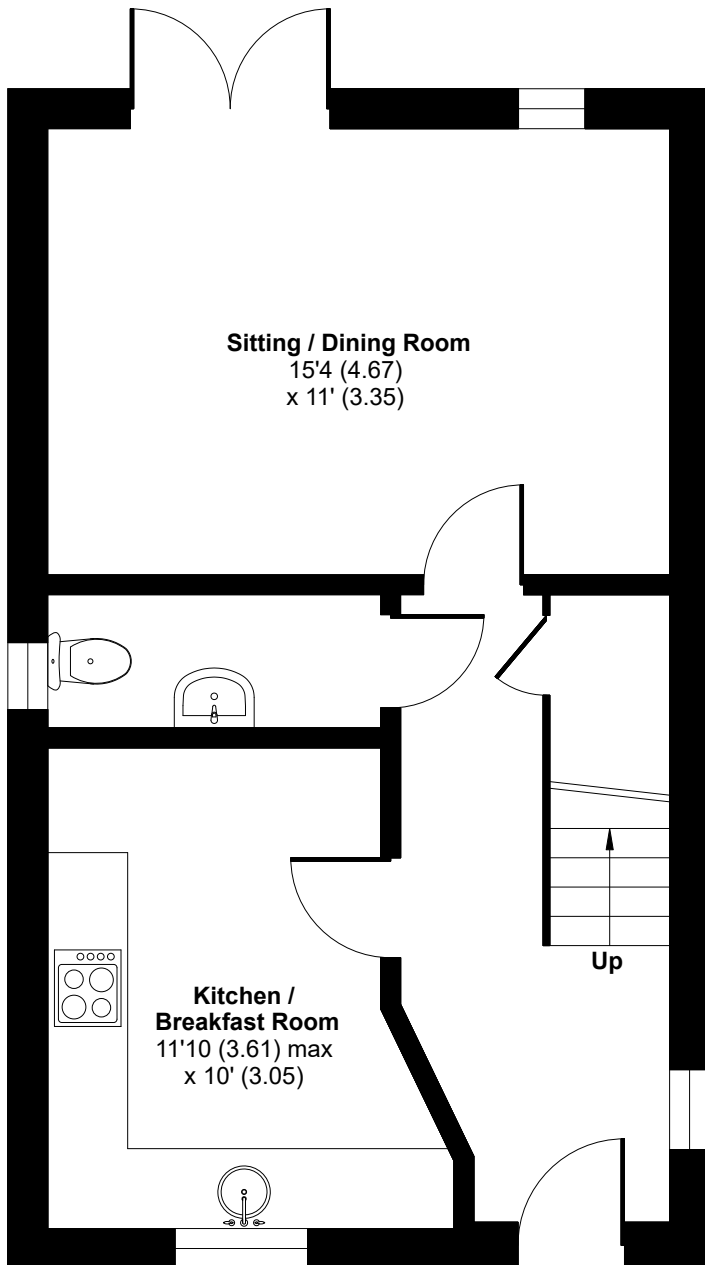 Sitting / Dining Room
15'4 (4.67)
x 11' (3.35)
Up
Kitchen /
Breakfast Room
11'10 (3.61) max
x 10' (3.05)